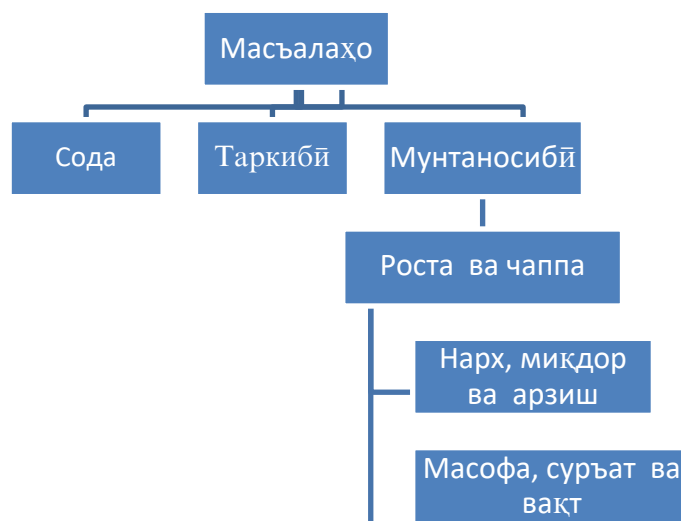 Масъалаҳо
Сода
Таркибӣ
Мунтаносибӣ
Роста ва чаппа
Нарх, миқдор
ва арзиш
Масофа, суръат ва
вақт